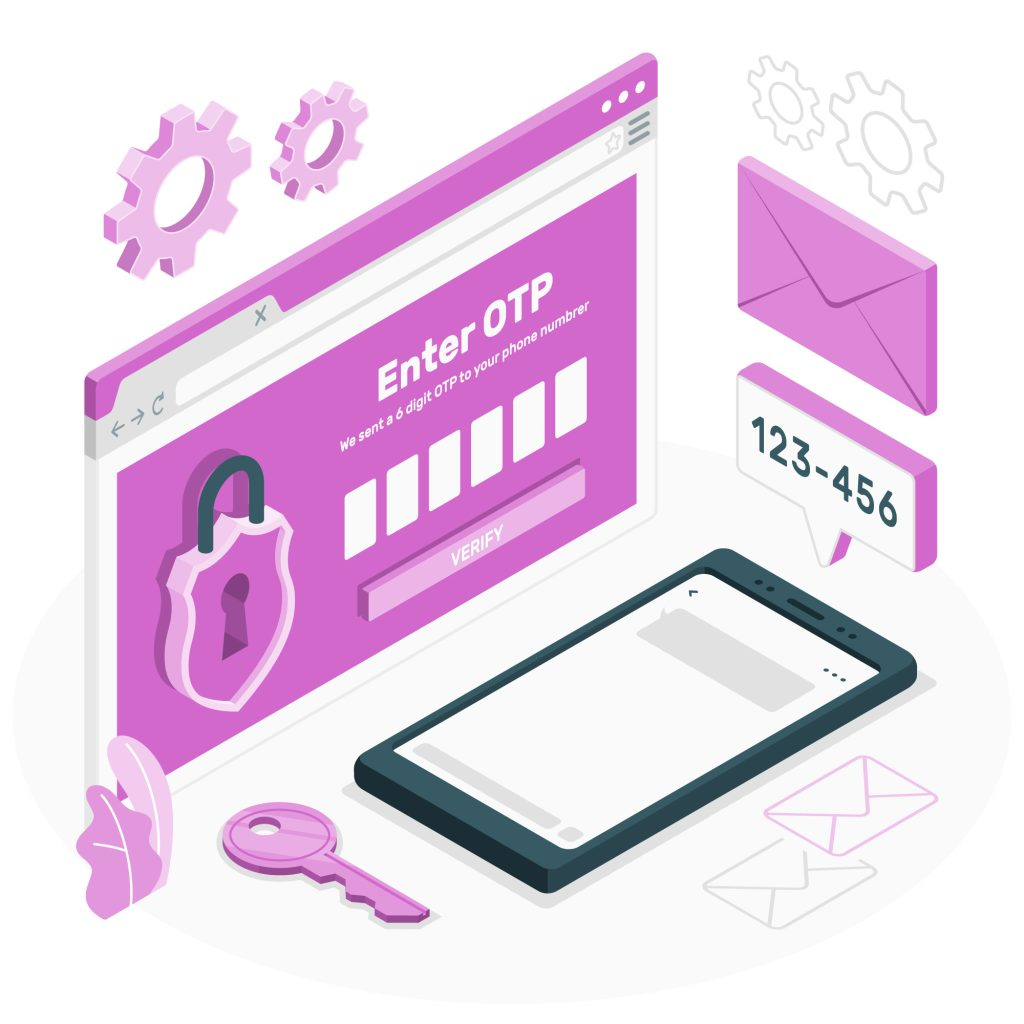 Enter OTP
We sent a 6 digit OTP to your phone numbrer
VERIFY
123-456